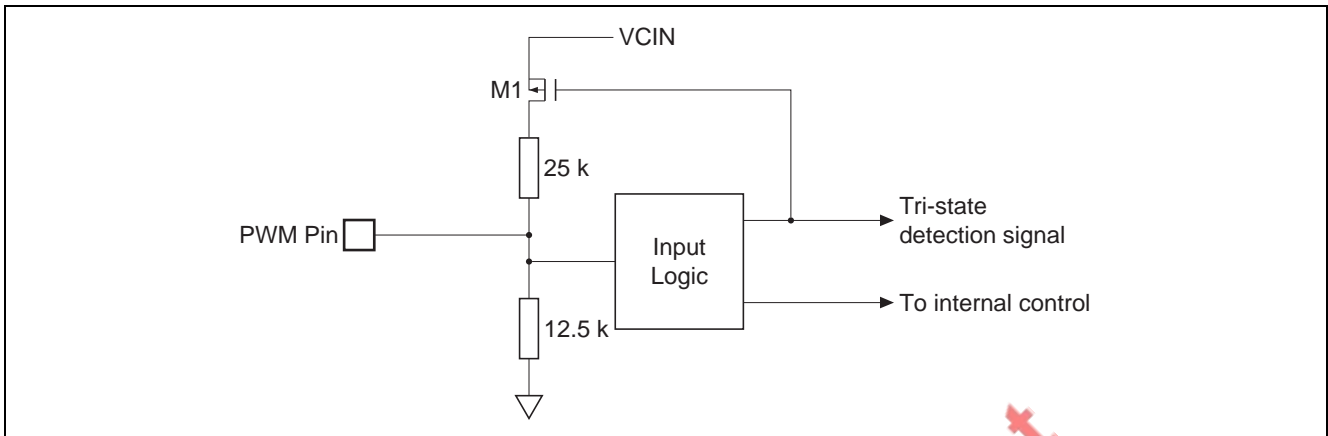 VCIN
M1
25 k
PWM Pin
Tri-state
detection signal
Input
Logic
To internal control
12.5 k